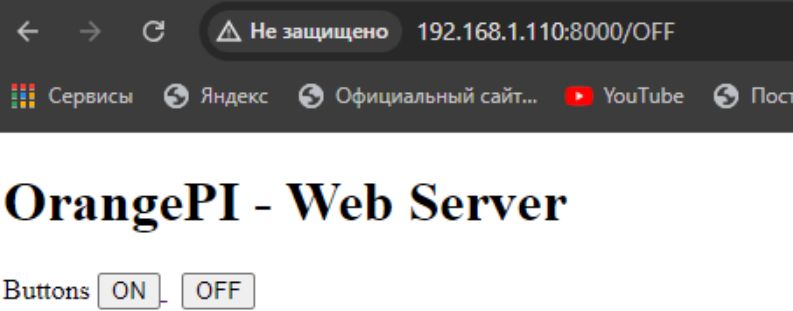 Не защищено 192.168.1.110:8000/OFF
Сервисы Яндекс Официальный сайт... YouTube Пост
OrangePI - Web Server
Buttons ON OFF